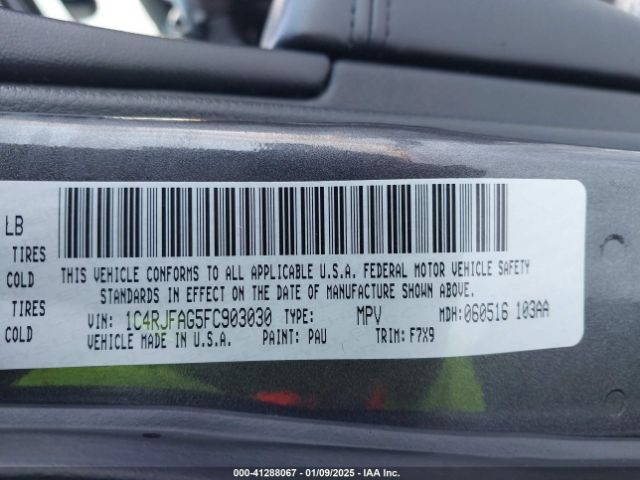 LB
TIRES
COLD
TIRES
COLD
THIS VEHICLE CONFORMS TO ALL APPLICABLE U.S.A. FEDERAL MOTOR VEHICLE SAFETY
STANDARDS IN EFFECT ON THE DATE OF MANUFACTURE SHOWN ABOVE.
VIN: 1C4RJFAG5FC903030 TYPE: MPV MDH: 060516 103AA
VEHICLE MADE IN U.S.A. PAINT: PAU TRIM: F7X9
000-41288067 / 01/09/2025 / IAA Inc.